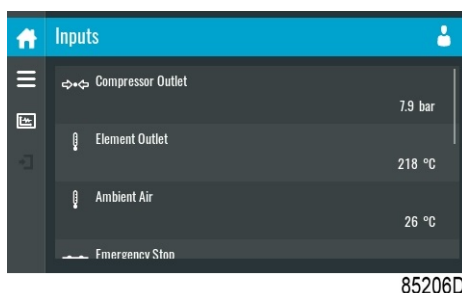 Inputs
Compressor Outlet
7.9 bar
Element Outlet
218 °C
Ambient Air
26 °C
Emergency Stop
85206D